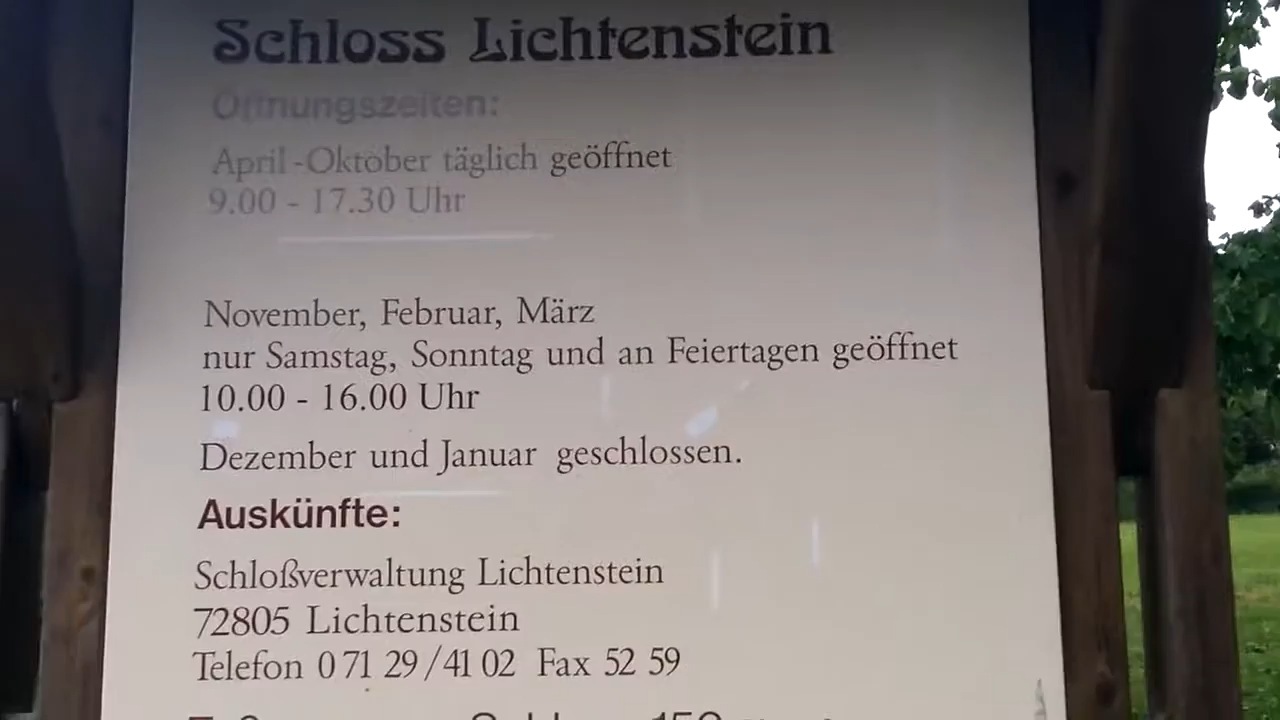 Schloss Lichtenstein
Öffnungszeiten:
April - Oktober täglich geöffnet
9.00 - 17.30 Uhr
November, Februar, März
nur Samstag, Sonntag und an Feiertagen geöffnet
10.00 - 16.00 Uhr
Dezember und Januar geschlossen.
Auskünfte:
Schloßverwaltung Lichtenstein
72805 Lichtenstein
Telefon 0 71 29 / 41 02 Fax 52 59